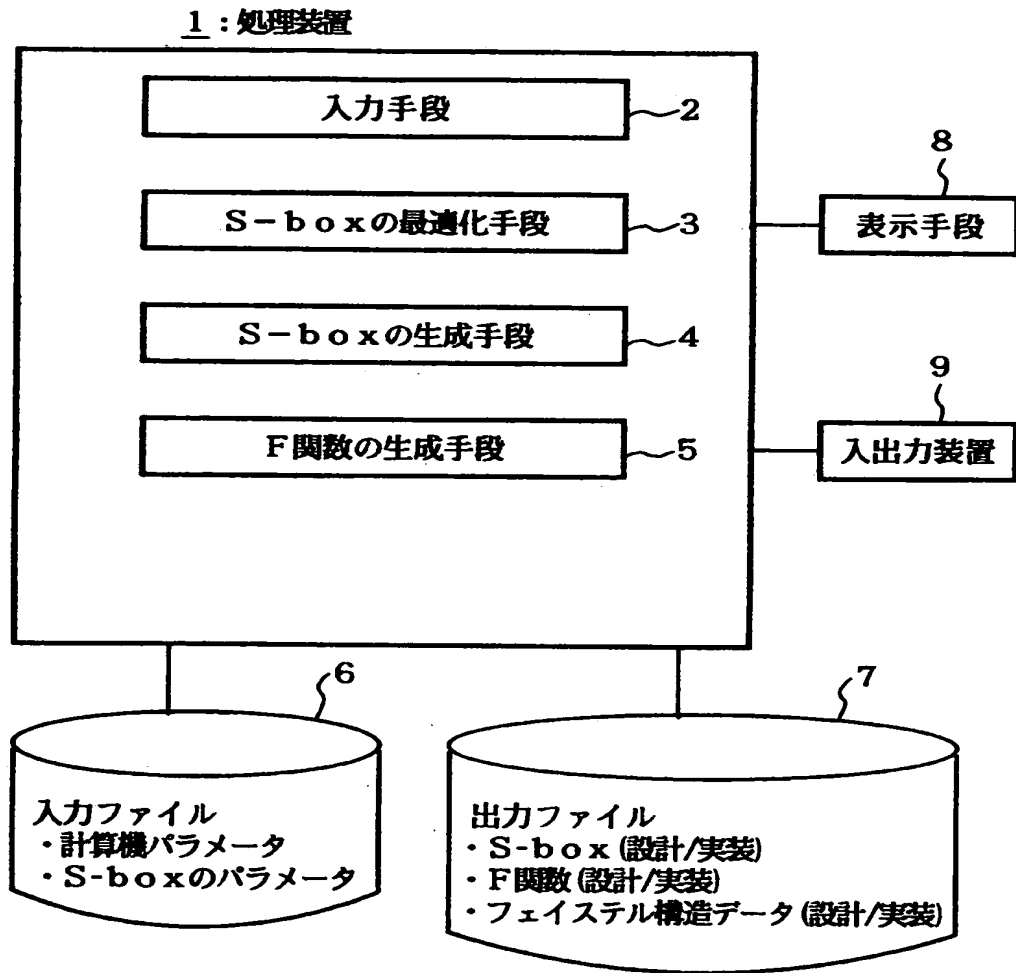 1：処理装置
入力手段
2
8
S－boxの最適化手段
3
表示手段
S－boxの生成手段
4
9
F関数の生成手段
5
入出力装置
6
7
入力ファイル
・計算機パラメータ
・S-boxのパラメータ
出力ファイル
・S-box(設計/実装)
・F関数(設計/実装)
・フェイステル構造データ(設計/実装)